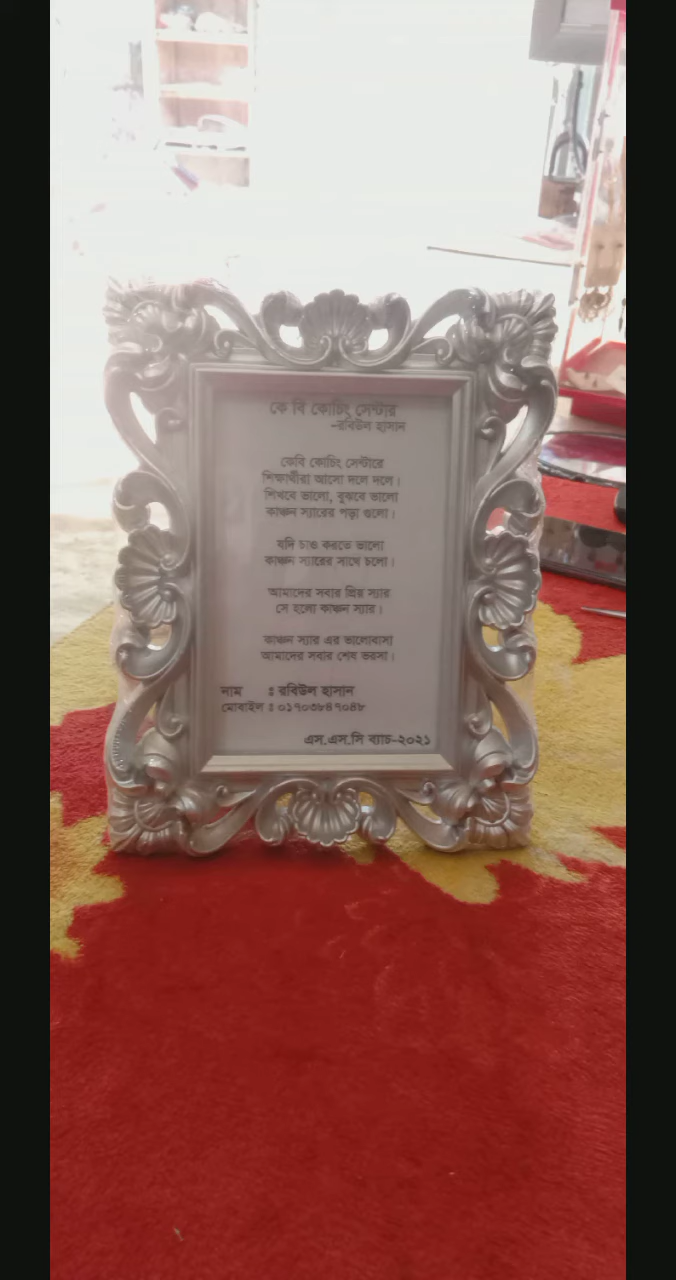 কে বি কোচিং সেন্টার
-রবিউল হাসান
কেবি কোচিং সেন্টারে
শিক্ষার্থীরা আসো দলে দলে।
শিখবে ভালো, বুঝবে ভালো
কাঞ্চন স্যারের পড়া গুলো।
যদি চাও করতে ভালো
কাঞ্চন স্যারের সাথে চলো।
আমাদের সবার প্রিয় স্যার
সে হলো কাঞ্চন স্যার।
কাঞ্চন স্যার এর ভালোবাসা
আমাদের সবার শেষ ভরসা।
নাম : রবিউল হাসান
মোবাইল : ০১৭০৩৮৪৭০৪৮
এস.এস.সি ব্যাচ-২০২১